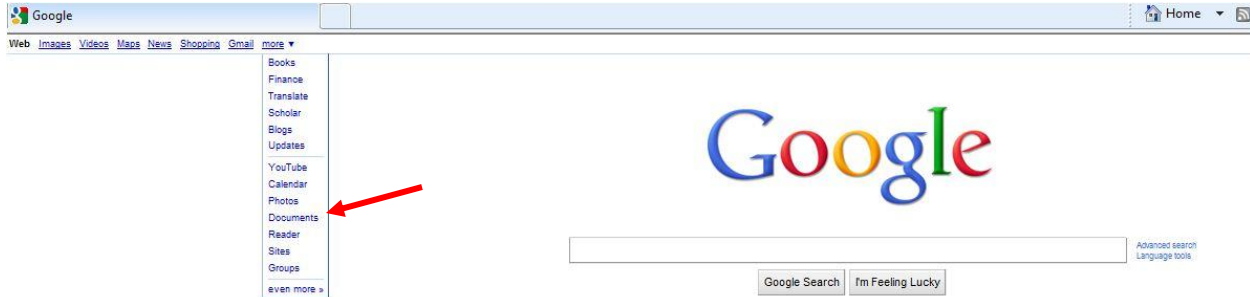 Google
Home
Web Images Videos Maps News Shopping Gmail more ▼
Books
Finance
Translate
Scholar
Blogs
Updates
YouTube
Calendar
Photos
Documents
Reader
Sites
Groups
even more »
Google
Advanced search
Language tools
Google Search I'm Feeling Lucky